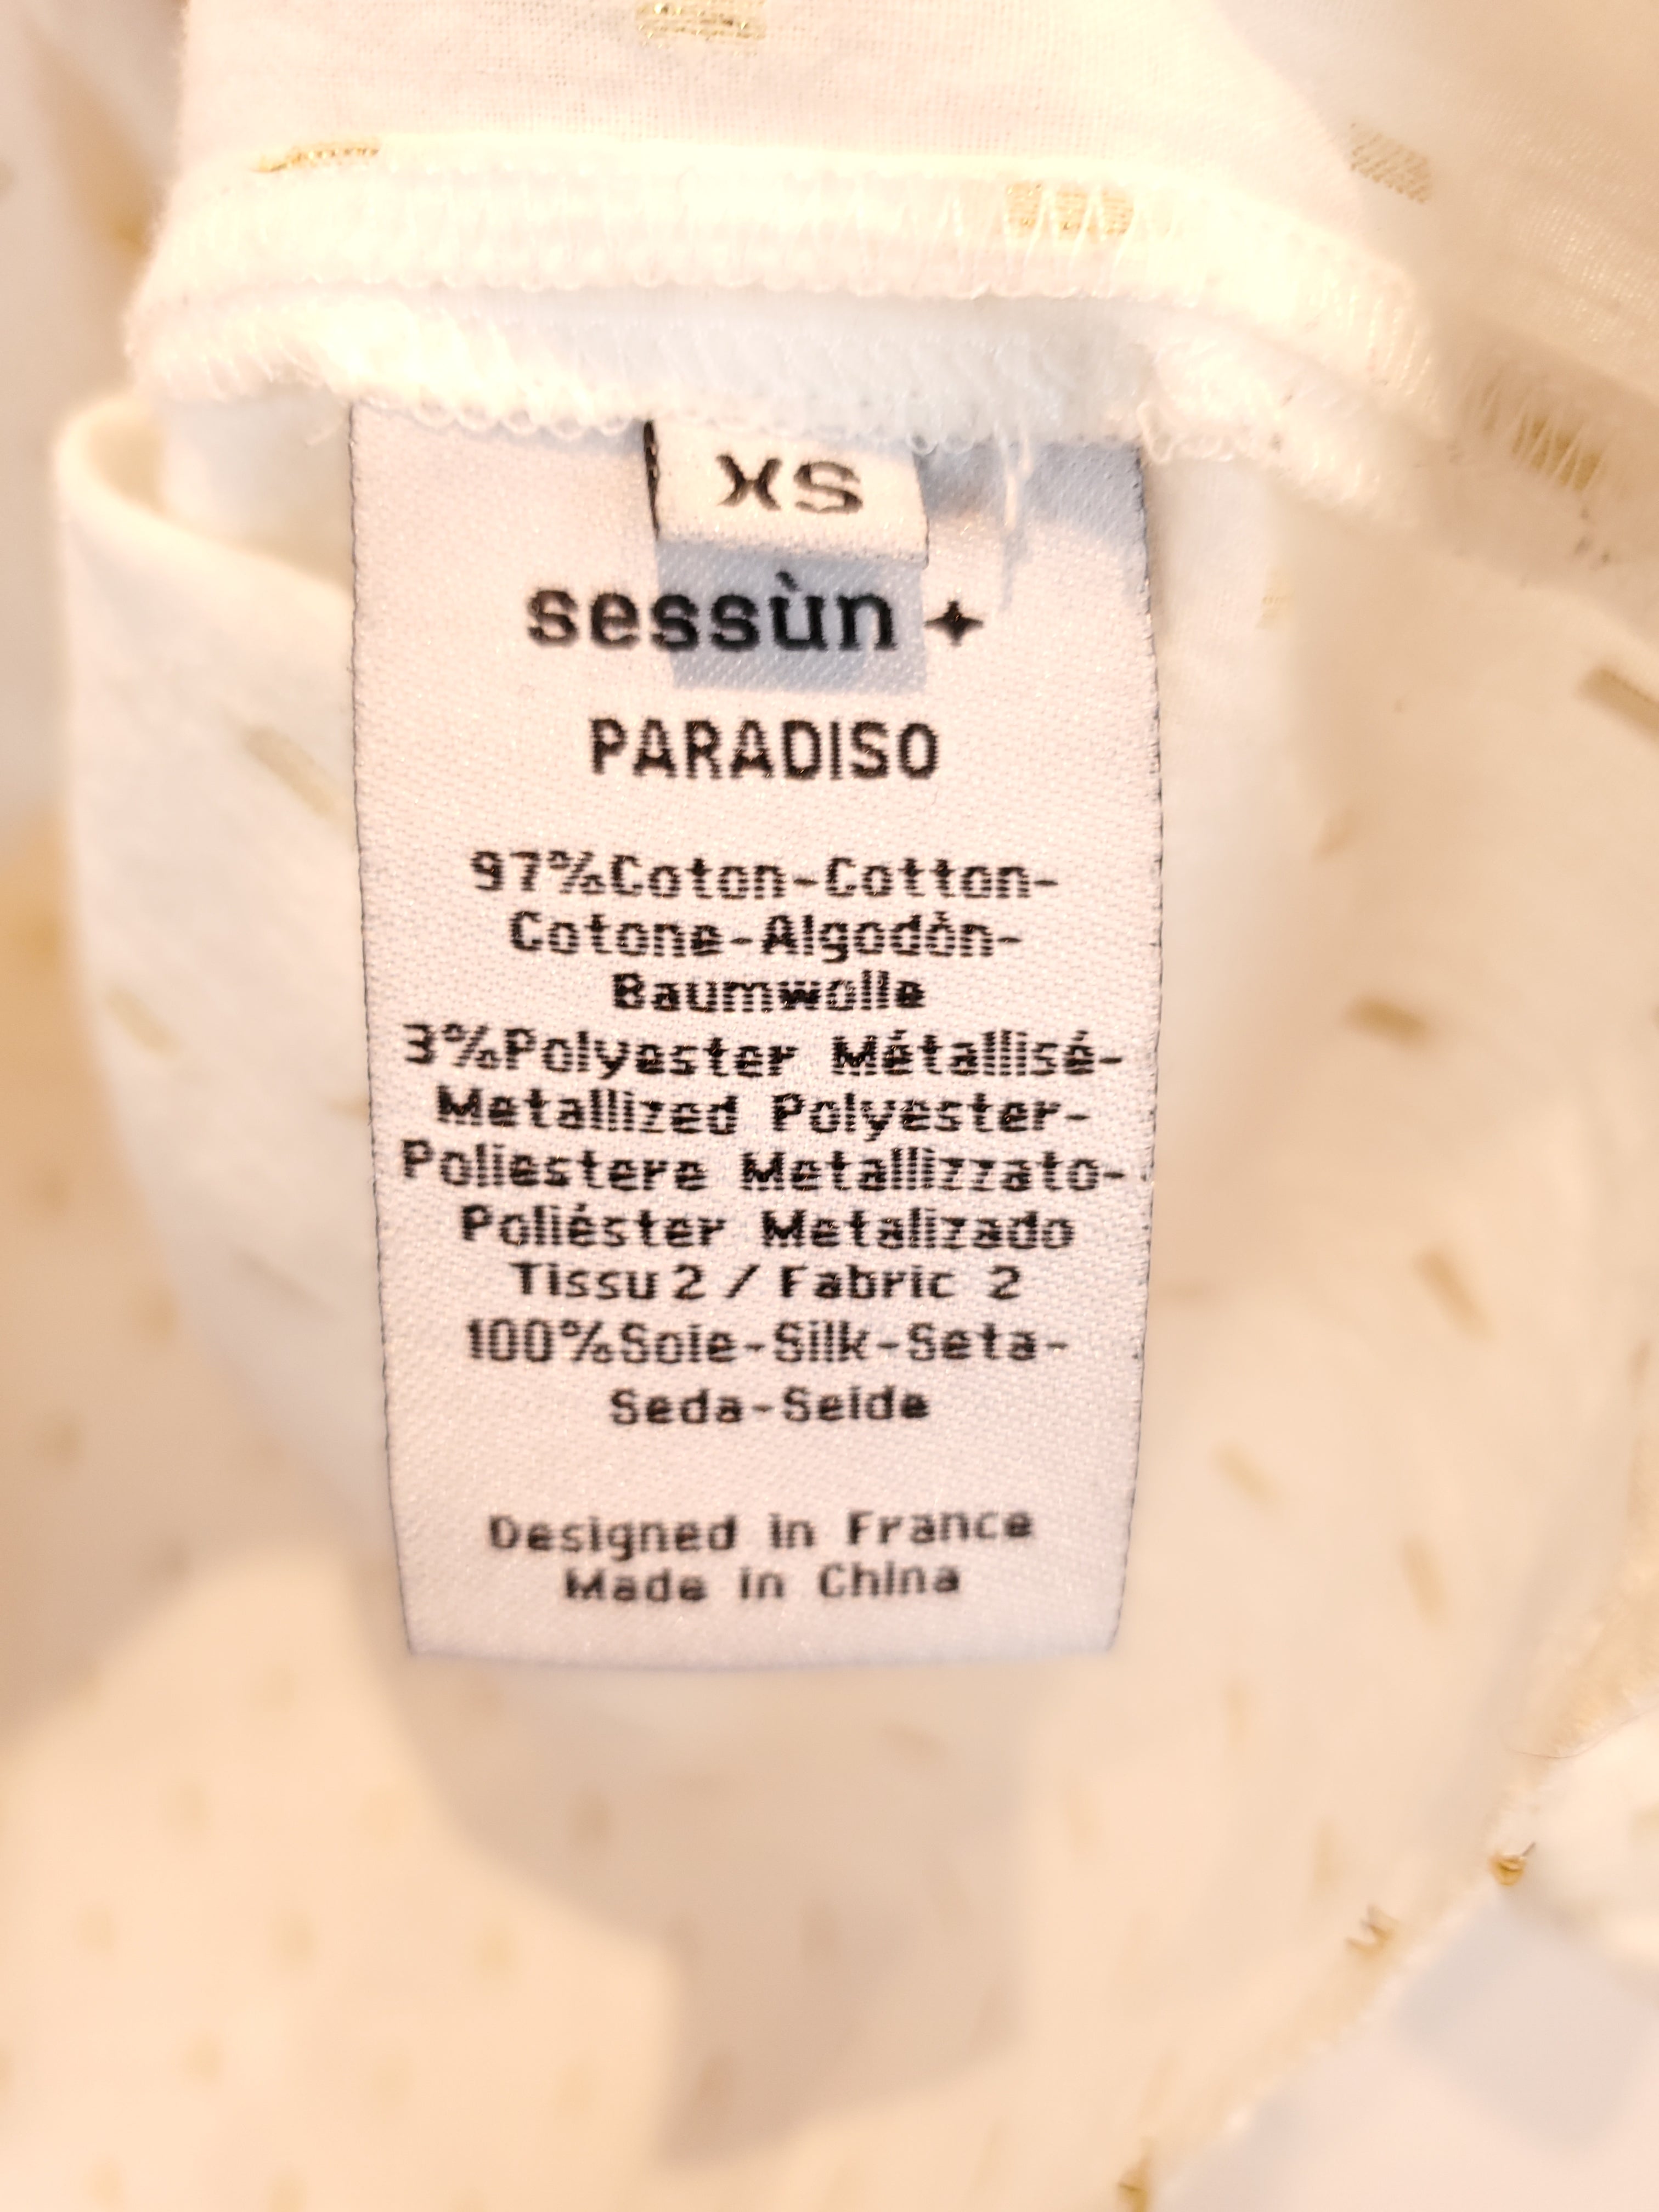 XS
sessùn
PARADISO
97%Coton-Cotton-
Cotone-Algodòn-
Baumwolle
3%Polyester Métallisé-
Metallized Polyester-
Poliestere Metallizzato-
Poliéster Metalizado
Tissu 2 / Fabric 2
100%Soie-Silk-Seta-
Seda-Seide
Designed in France
Made in China